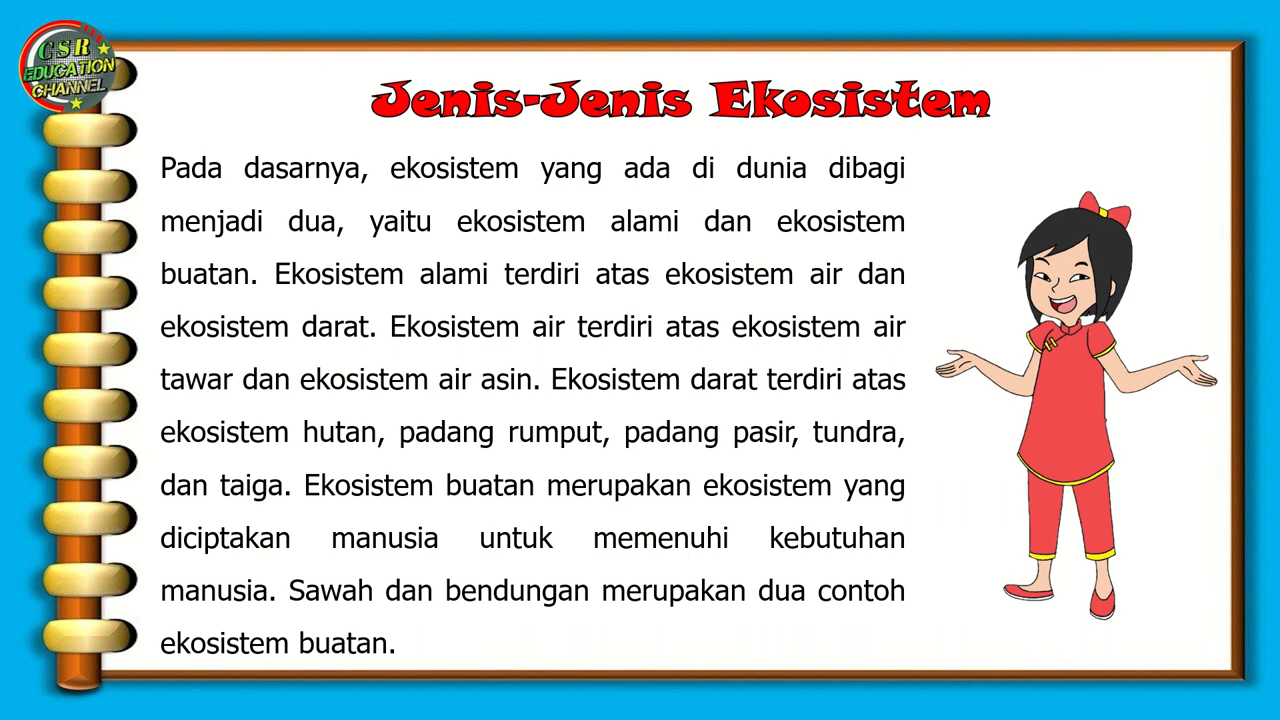 CSR
EDUCATION
CHANNEL
Jenis-Jenis Ekosistem
Pada dasarnya, ekosistem yang ada di dunia dibagi
menjadi dua, yaitu ekosistem alami dan ekosistem
buatan. Ekosistem alami terdiri atas ekosistem air dan
ekosistem darat. Ekosistem air terdiri atas ekosistem air
tawar dan ekosistem air asin. Ekosistem darat terdiri atas
ekosistem hutan, padang rumput, padang pasir, tundra,
dan taiga. Ekosistem buatan merupakan ekosistem yang
diciptakan manusia untuk memenuhi kebutuhan
manusia. Sawah dan bendungan merupakan dua contoh
ekosistem buatan.